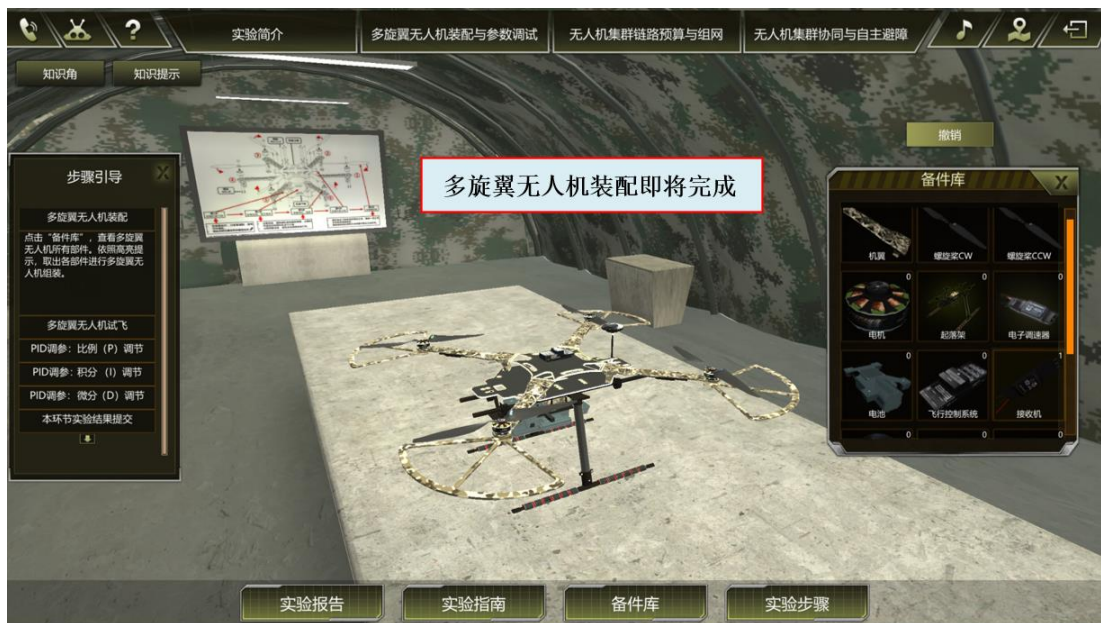 ?
实验简介
多旋翼无人机装配与参数调试
无人机集群链路预算与组网
无人机集群协同与自主避障
知识角
知识提示
撤销
步骤引导
X
多旋翼无人机装配
点击“备件库”，查看多旋翼
无人机所有部件。依照高亮提
示，取出各部件进行多旋翼无
人机组装。
多旋翼无人机试飞
PID调参：比例（P）调节
PID调参：积分（I）调节
PID调参：微分（D）调节
本环节实验结果提交
多旋翼无人机装配即将完成
备件库
X
机翼
螺旋桨CW
螺旋桨CCW
0
0
0
电机
起落架
电子调速器
0
0
1
电池
飞行控制系统
接收机
0
0
0
实验报告
实验指南
备件库
实验步骤